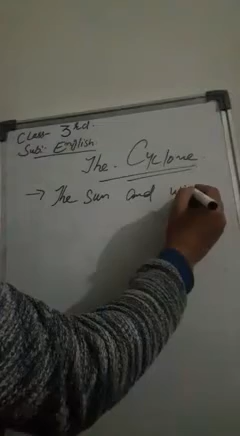 Class- 3rd.
Sub:- English
The. Cyclone.
→ The Sun and